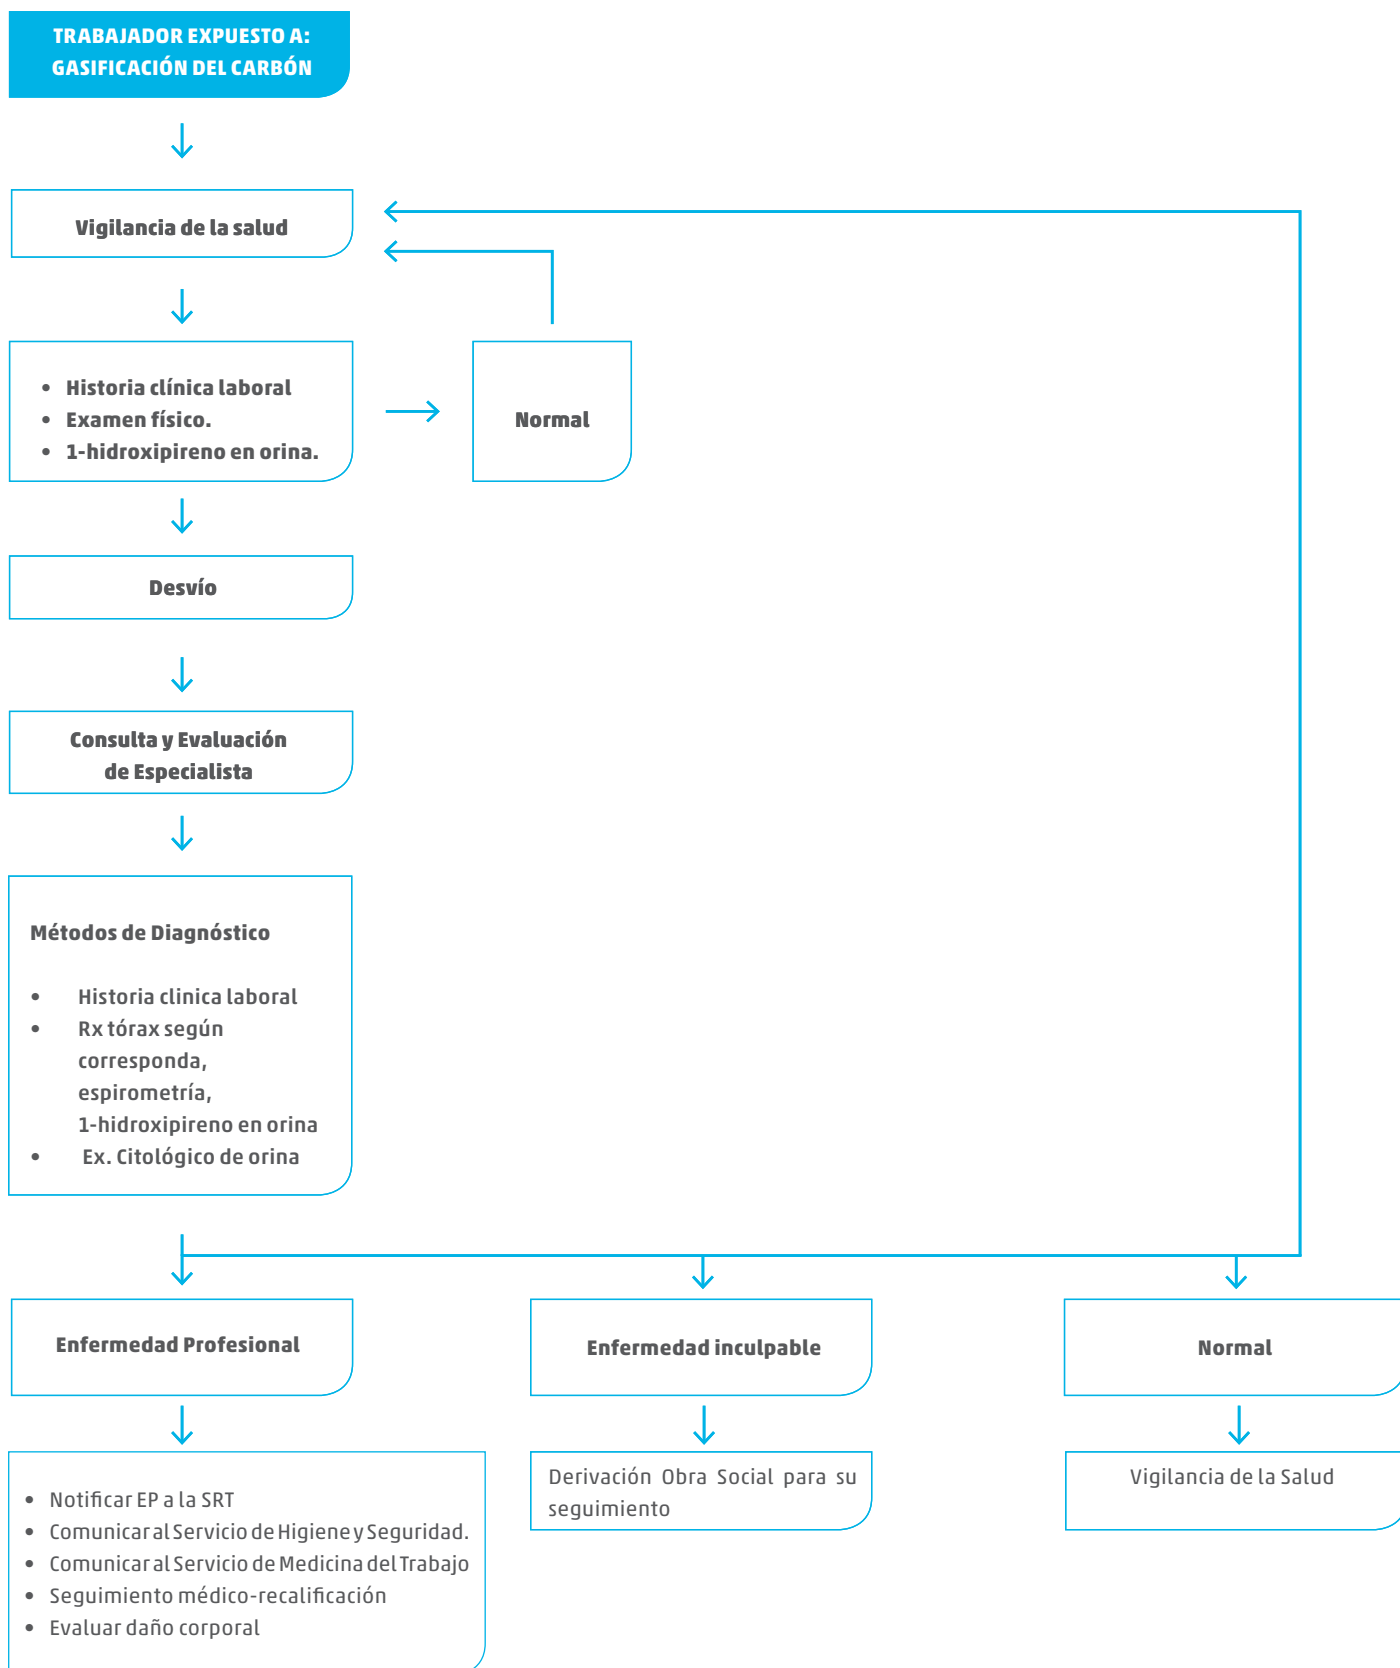 TRABAJADOR EXPUESTO A:
GASIFICACIÓN DEL CARBÓN
Vigilancia de la salud
• Historia clínica laboral
• Examen físico.
• 1-hidroxipireno en orina.
Normal
Desvío
Consulta y Evaluación
de Especialista
Métodos de Diagnóstico
• Historia clinica laboral
• Rx tórax según
corresponda,
espirometría,
1-hidroxipireno en orina
• Ex. Citológico de orina
Enfermedad Profesional
Enfermedad inculpable
Normal
• Notificar EP a la SRT
• Comunicar al Servicio de Higiene y Seguridad.
• Comunicar al Servicio de Medicina del Trabajo
• Seguimiento médico-recalificación
• Evaluar daño corporal
Derivación Obra Social para su
seguimiento
Vigilancia de la Salud